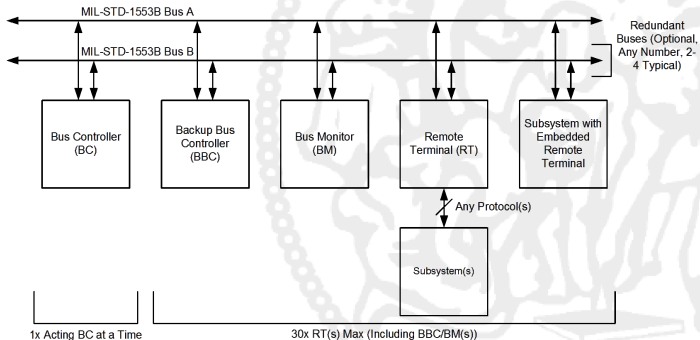 MIL-STD-1553B Bus A
MIL-STD-1553B Bus B
Redundant
Buses (Optional,
Any Number, 2-
4 Typical)
Bus Controller
(BC)
Backup Bus
Controller
(BBC)
Bus Monitor
(BM)
Remote
Terminal (RT)
Subsystem with
Embedded
Remote
Terminal
Any Protocol(s)
Subsystem(s)
1x Acting BC at a Time
30x RT(s) Max (Including BBC/BM(s))